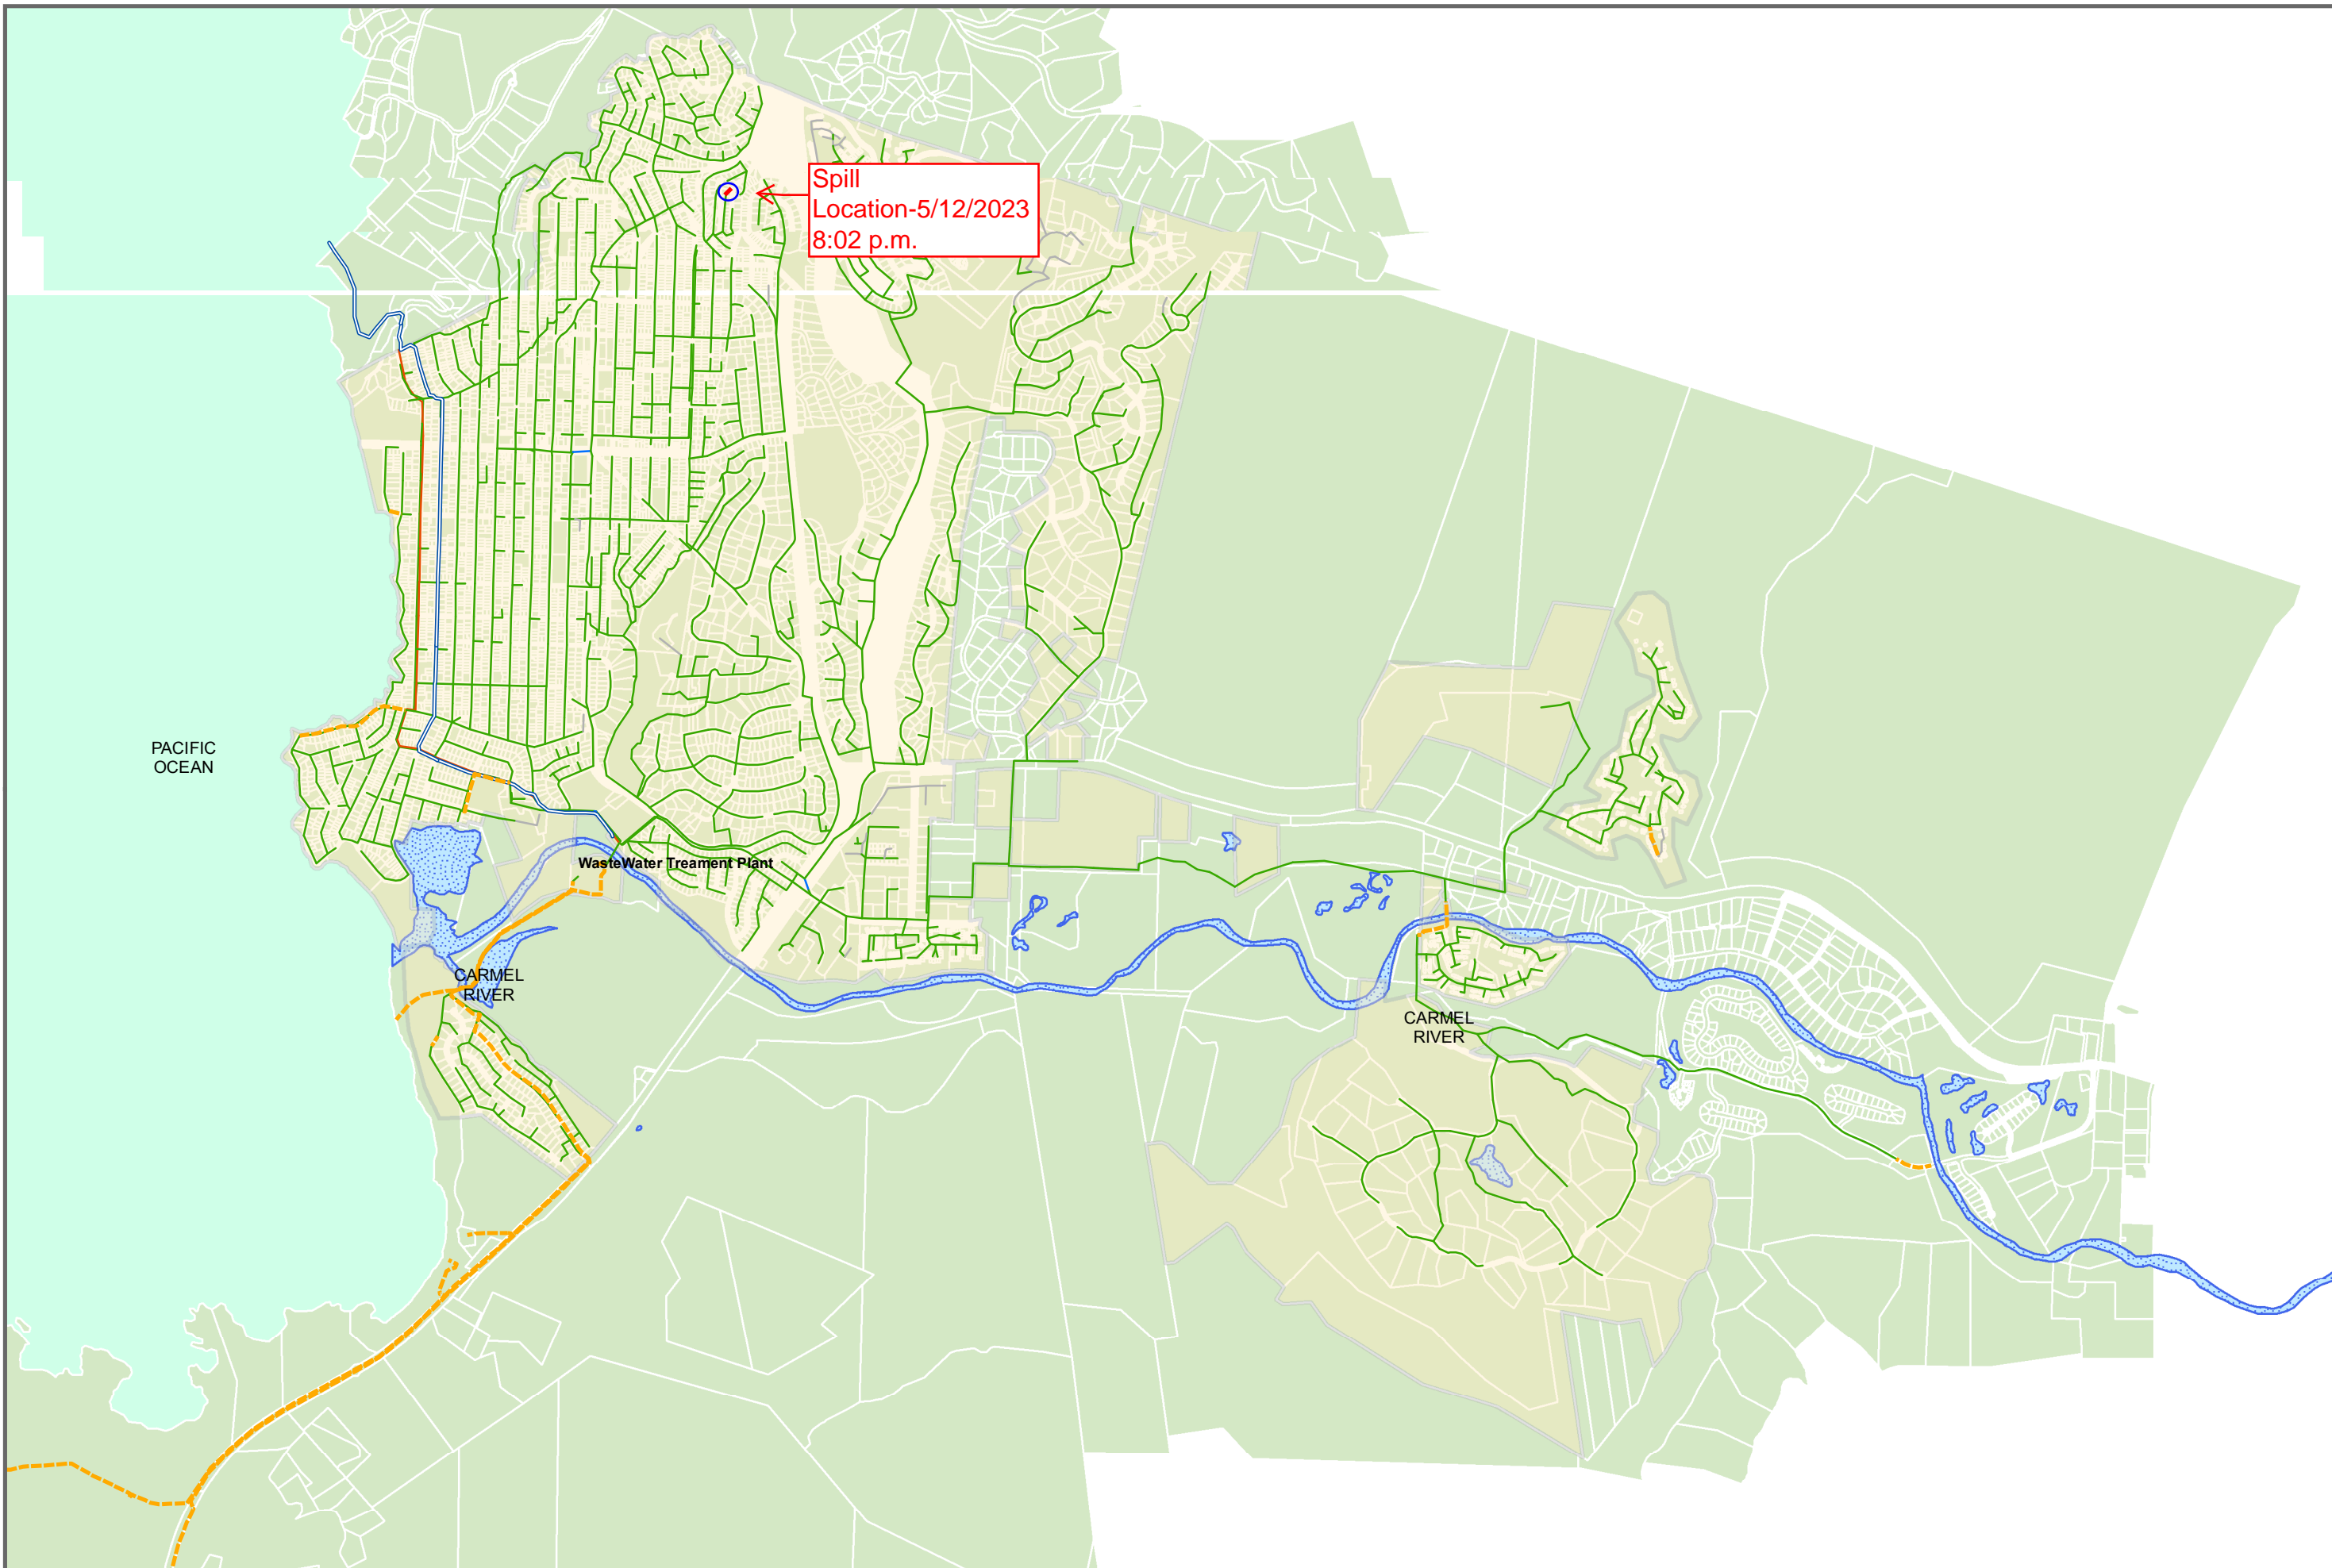 Spill
Location-5/12/2023
8:02 p.m.
PACIFIC
OCEAN
WasteWater Treament Plant
CARMEL
RIVER
CARMEL
RIVER